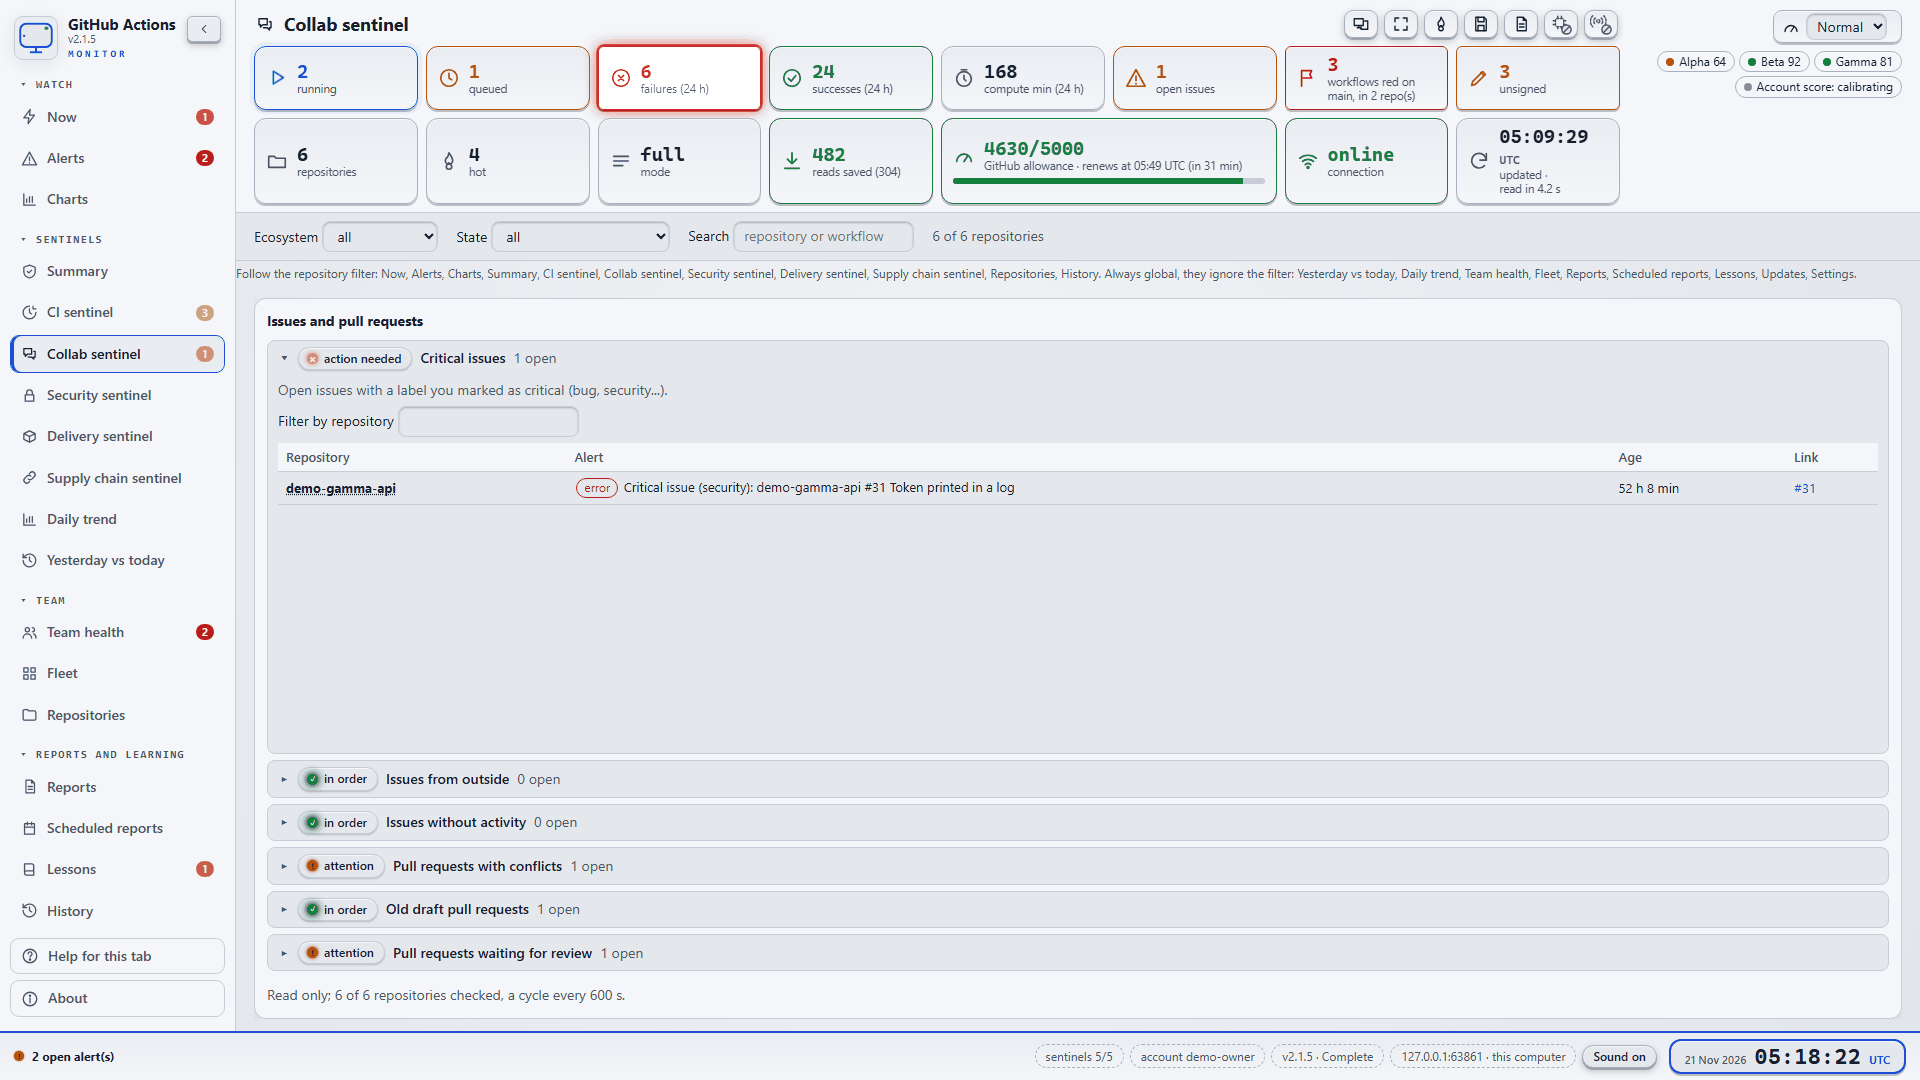 GitHub Actions
v2.1.5
MONITOR
WATCH
Now 1
Alerts 2
Charts
SENTINELS
Summary
CI sentinel 3
Collab sentinel 1
Security sentinel
Delivery sentinel
Supply chain sentinel
Daily trend
Yesterday vs today
TEAM
Team health 2
Fleet
Repositories
REPORTS AND LEARNING
Reports
Scheduled reports
Lessons 1
History
Help for this tab
About
Collab sentinel
Normal
2
running
1
queued
6
failures (24 h)
24
successes (24 h)
168
compute min (24 h)
1
open issues
3
workflows red on
main, in 2 repo(s)
3
unsigned
Alpha 64
Beta 92
Gamma 81
Account score: calibrating
6
repositories
4
hot
full
mode
482
reads saved (304)
4630/5000
GitHub allowance · renews at 05:49 UTC (in 31 min)
online
connection
05:09:29
UTC
updated ·
read in 4.2 s
Ecosystem all State all Search repository or workflow 6 of 6 repositories
Follow the repository filter: Now, Alerts, Charts, Summary, CI sentinel, Collab sentinel, Security sentinel, Delivery sentinel, Supply chain sentinel, Repositories, History. Always global, they ignore the filter: Yesterday vs today, Daily trend, Team health, Fleet, Reports, Scheduled reports, Lessons, Updates, Settings.
Issues and pull requests
action needed Critical issues 1 open
Open issues with a label you marked as critical (bug, security...).
Filter by repository
Repository Alert Age Link
demo-gamma-api error Critical issue (security): demo-gamma-api #31 Token printed in a log 52 h 8 min #31
in order Issues from outside 0 open
in order Issues without activity 0 open
attention Pull requests with conflicts 1 open
in order Old draft pull requests 1 open
attention Pull requests waiting for review 1 open
Read only; 6 of 6 repositories checked, a cycle every 600 s.
2 open alert(s)
sentinels 5/5
account demo-owner
v2.1.5 · Complete
127.0.0.1:63861 · this computer
Sound on
21 Nov 2026 05:18:22 UTC